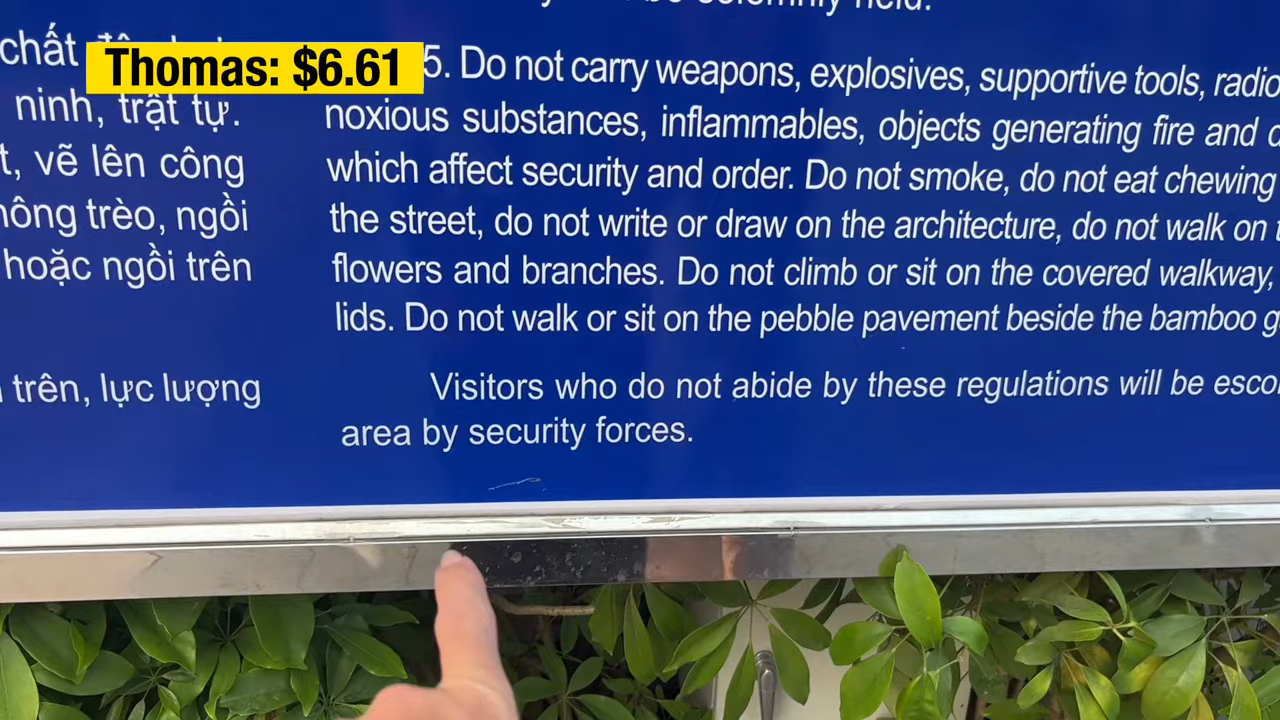 be solemnly held.
chất
Thomas: $6.61
5. Do not carry weapons, explosives, supportive tools, radio
ninh, trật tự.
noxious substances, inflammables, objects generating fire and
vẽ lên công
which affect security and order. Do not smoke, do not eat chewing
trèo, ngồi
the street, do not write or draw on the architecture, do not walk on
hoặc ngồi trên
flowers and branches. Do not climb or sit on the covered walkway,
lids. Do not walk or sit on the pebble pavement beside the bamboo
trên, lực lượng
Visitors who do not abide by these regulations will be
area by security forces.